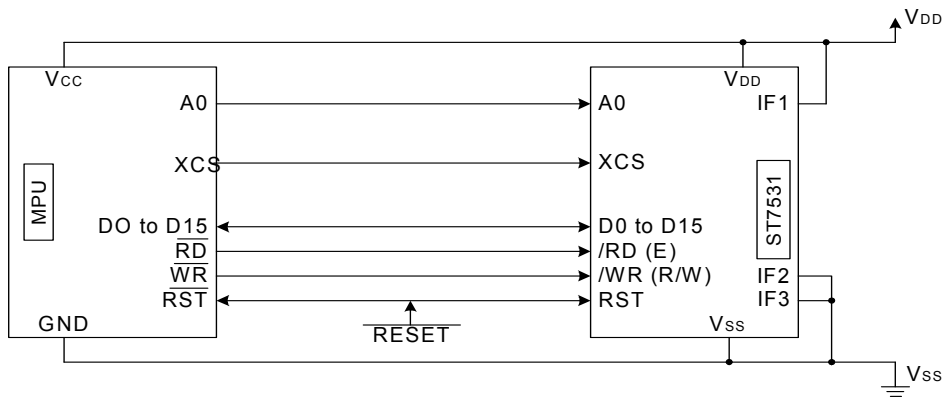 VDD
VCC
VDD
A0
A0
IF1
XCS
XCS
MPU
ST7531
DO to D15
D0 to D15
RD
/RD (E)
WR
/WR (R/W)
IF2
RST
RST
IF3
GND
RESET
VSS
VSS